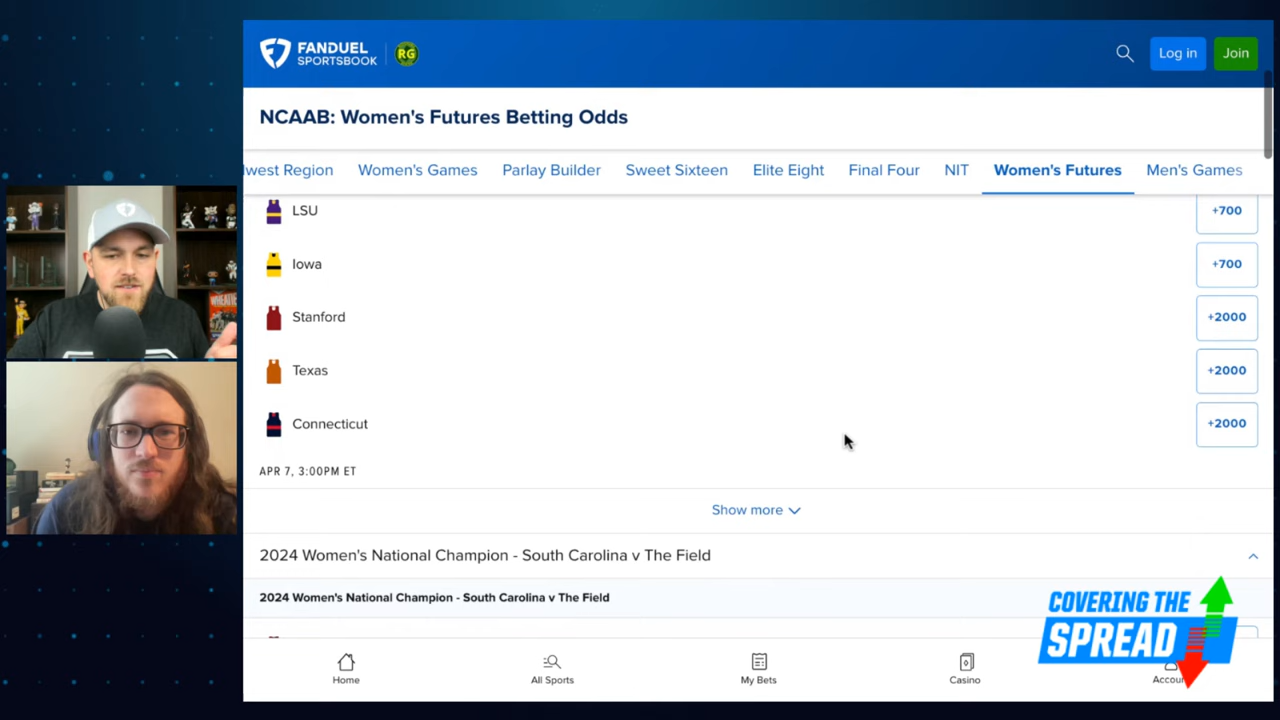 FANDUEL
SPORTSBOOK
RG
Log in
Join
NCAAB: Women's Futures Betting Odds
lwest Region
Women's Games
Parlay Builder
Sweet Sixteen
Elite Eight
Final Four
NIT
Women's Futures
Men's Games
LSU
+700
Iowa
+700
Stanford
+2000
Texas
+2000
Connecticut
+2000
APR 7, 3:00PM ET
Show more
2024 Women's National Champion - South Carolina v The Field
2024 Women's National Champion - South Carolina v The Field
COVERING THE
SPREAD
Home
All Sports
My Bets
Casino
Accou
WHEATIES